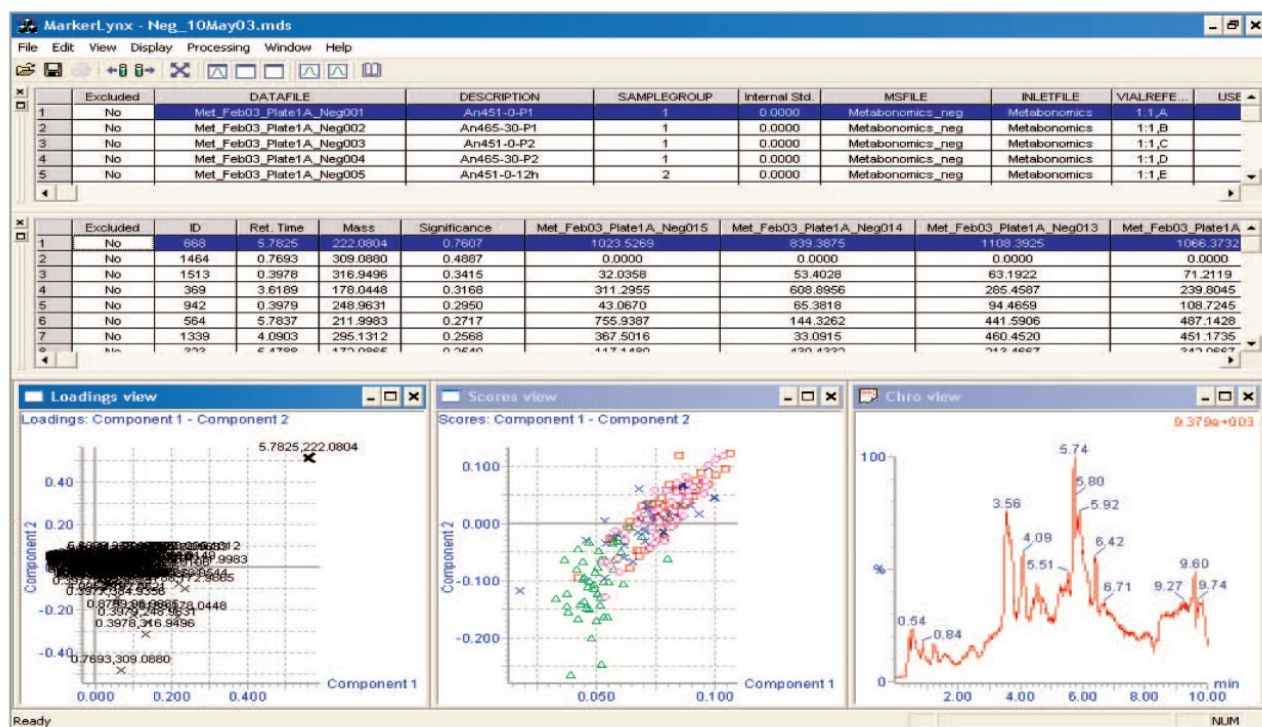 MarkerLynx - Neg_10May03.mds
File Edit View Display Processing Window Help
Excluded DATAFILE DESCRIPTION SAMPLEGROUP Internal Std. MSFILE INLETFILE VIALREFE... USE
1 No Met_Feb03_Plate1A_Neg001 An451-0-P1 1 0.0000 Metabonomics_neg Metabonomics 1:1,A
2 No Met_Feb03_Plate1A_Neg002 An465-30-P1 1 0.0000 Metabonomics_neg Metabonomics 1:1,B
3 No Met_Feb03_Plate1A_Neg003 An451-0-P2 1 0.0000 Metabonomics_neg Metabonomics 1:1,C
4 No Met_Feb03_Plate1A_Neg004 An465-30-P2 1 0.0000 Metabonomics_neg Metabonomics 1:1,D
5 No Met_Feb03_Plate1A_Neg005 An451-0-12h 2 0.0000 Metabonomics_neg Metabonomics 1:1,E
Excluded ID Ret. Time Mass Significance Met_Feb03_Plate1A_Neg015 Met_Feb03_Plate1A_Neg014 Met_Feb03_Plate1A_Neg013 Met_Feb03_Plate1A
1 No 668 5.7825 222.0804 0.7607 1023.5269 839.3875 1108.3925 1066.3732
2 No 1464 0.7693 309.0880 0.4887 0.0000 0.0000 0.0000 0.0000
3 No 1513 0.3978 316.9496 0.3415 32.0358 53.4028 63.1922 71.2119
4 No 369 3.6189 178.0448 0.3168 311.2955 608.8956 285.4587 239.8045
5 No 942 0.3979 248.9631 0.2950 43.0670 65.3818 94.4659 108.7245
6 No 564 5.7837 211.9983 0.2717 755.9387 144.3262 441.5906 487.1428
7 No 1339 4.0903 295.1312 0.2568 367.5016 33.0915 460.4520 451.1735
Loadings view
Loadings: Component 1 - Component 2
5.7825,222.0804
0.40
0.20
0.3979,248.9631
-0.20
0.3978,316.9496
-0.40
0.7693,309.0880
0.000 0.200 0.400
Component 1
Component 2
Scores view
Scores: Component 1 - Component 2
0.100
0.000
-0.100
-0.200
0.050 0.100
Component 1
Component 2
Chro view
9.379e+003
100
%
0
5.74
5.80
3.56
5.92
4.09
6.42
5.51
9.60
6.71
9.27
9.74
0.54
0.84
2.00 4.00 6.00 8.00 10.00
min
Ready NUM